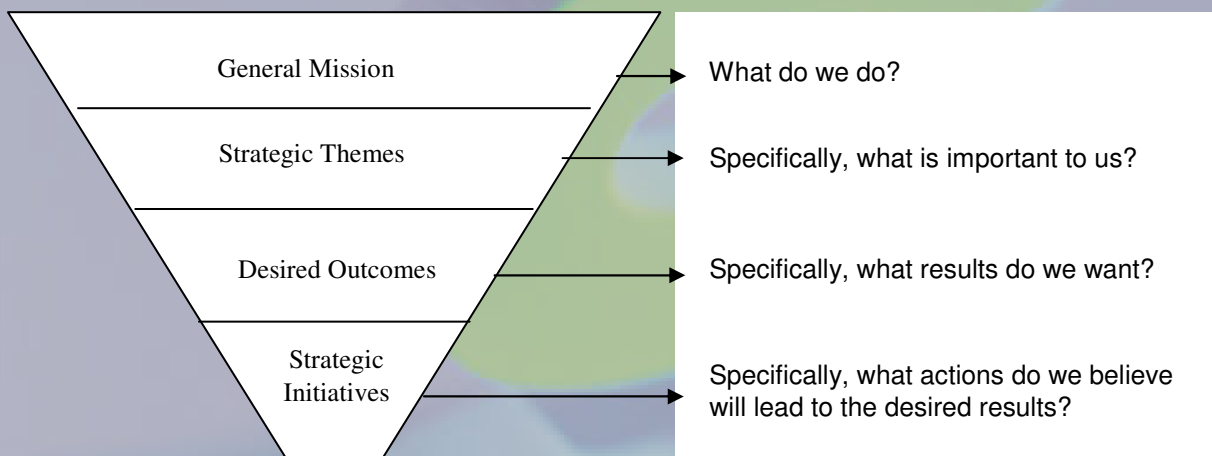 General Mission
What do we do?
Strategic Themes
Specifically, what is important to us?
Desired Outcomes
Specifically, what results do we want?
Strategic
Initiatives
Specifically, what actions do we believe
will lead to the desired results?